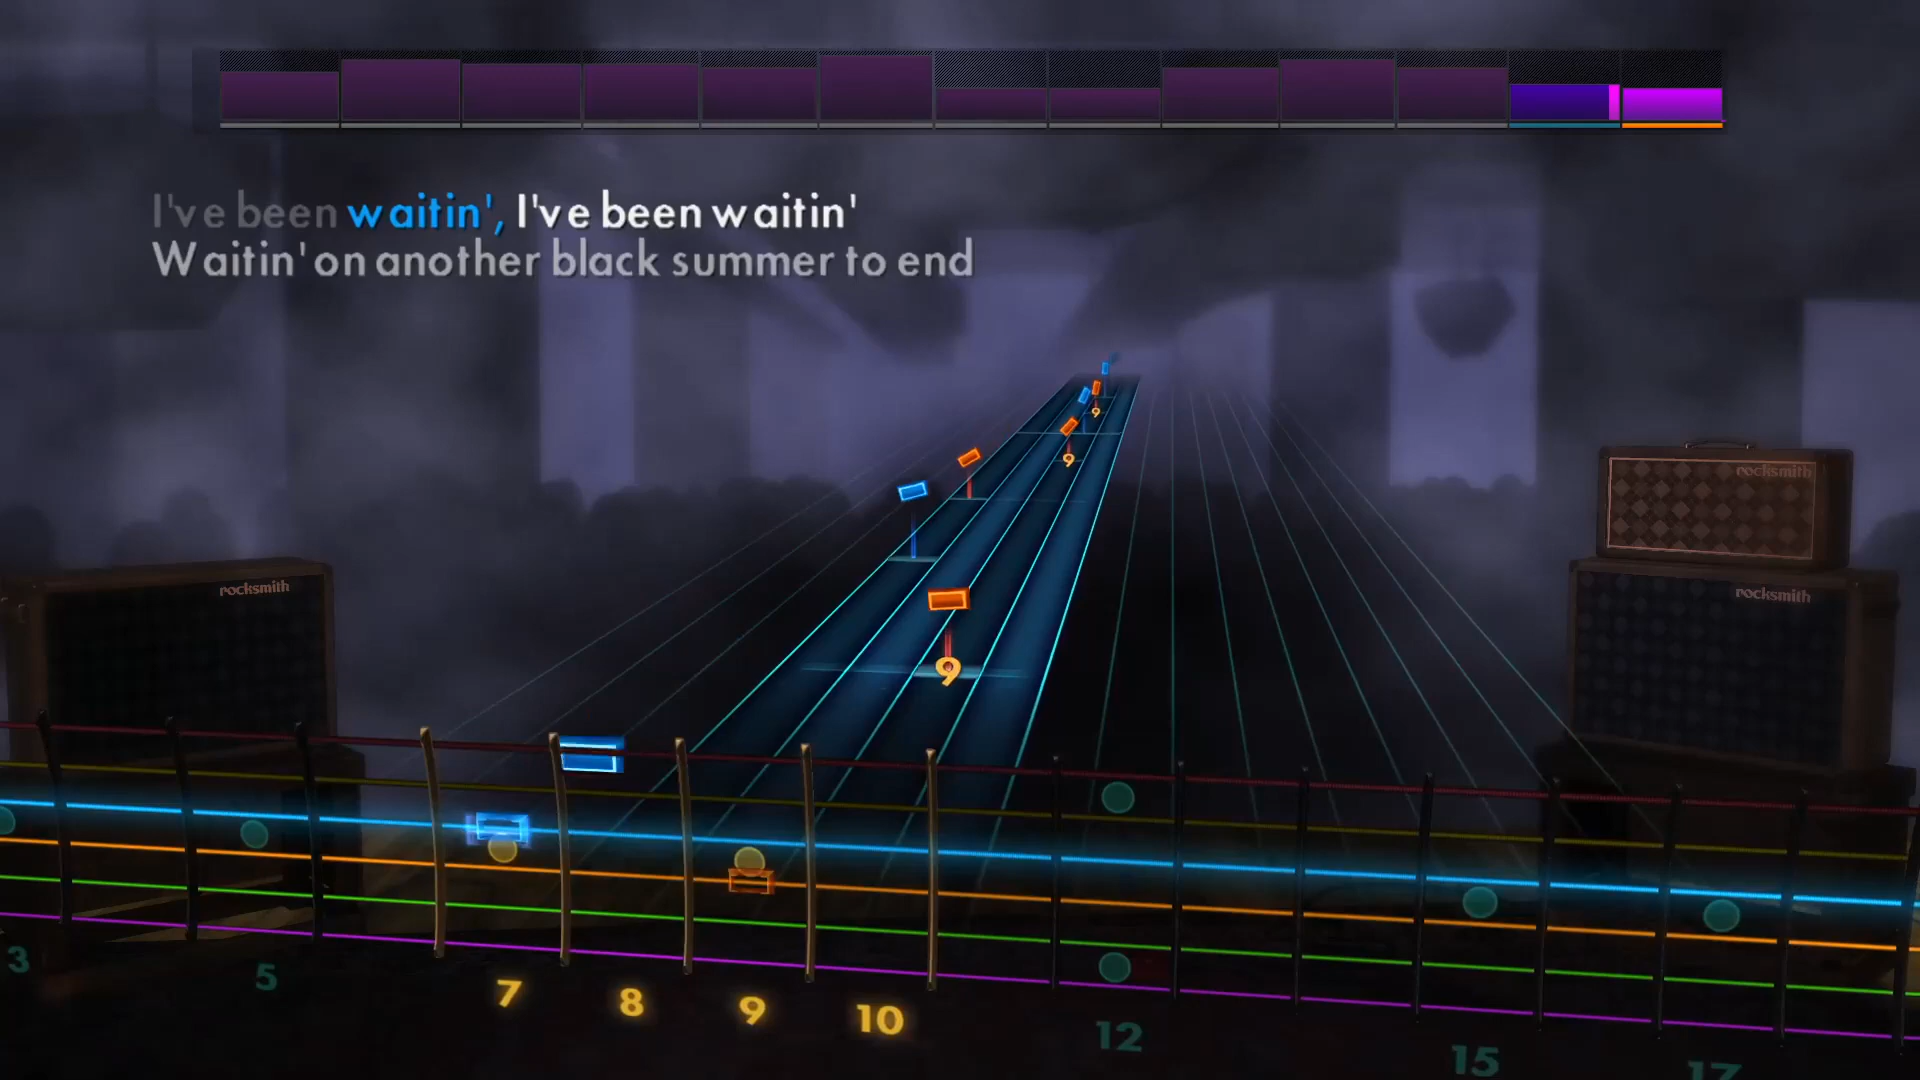 I've been waitin', I've been waitin'
Waitin' on another black summer to end
9
9
rocksmith
9
rocksmith
rocksmith
3
5
7
8
9
10
12
15
17